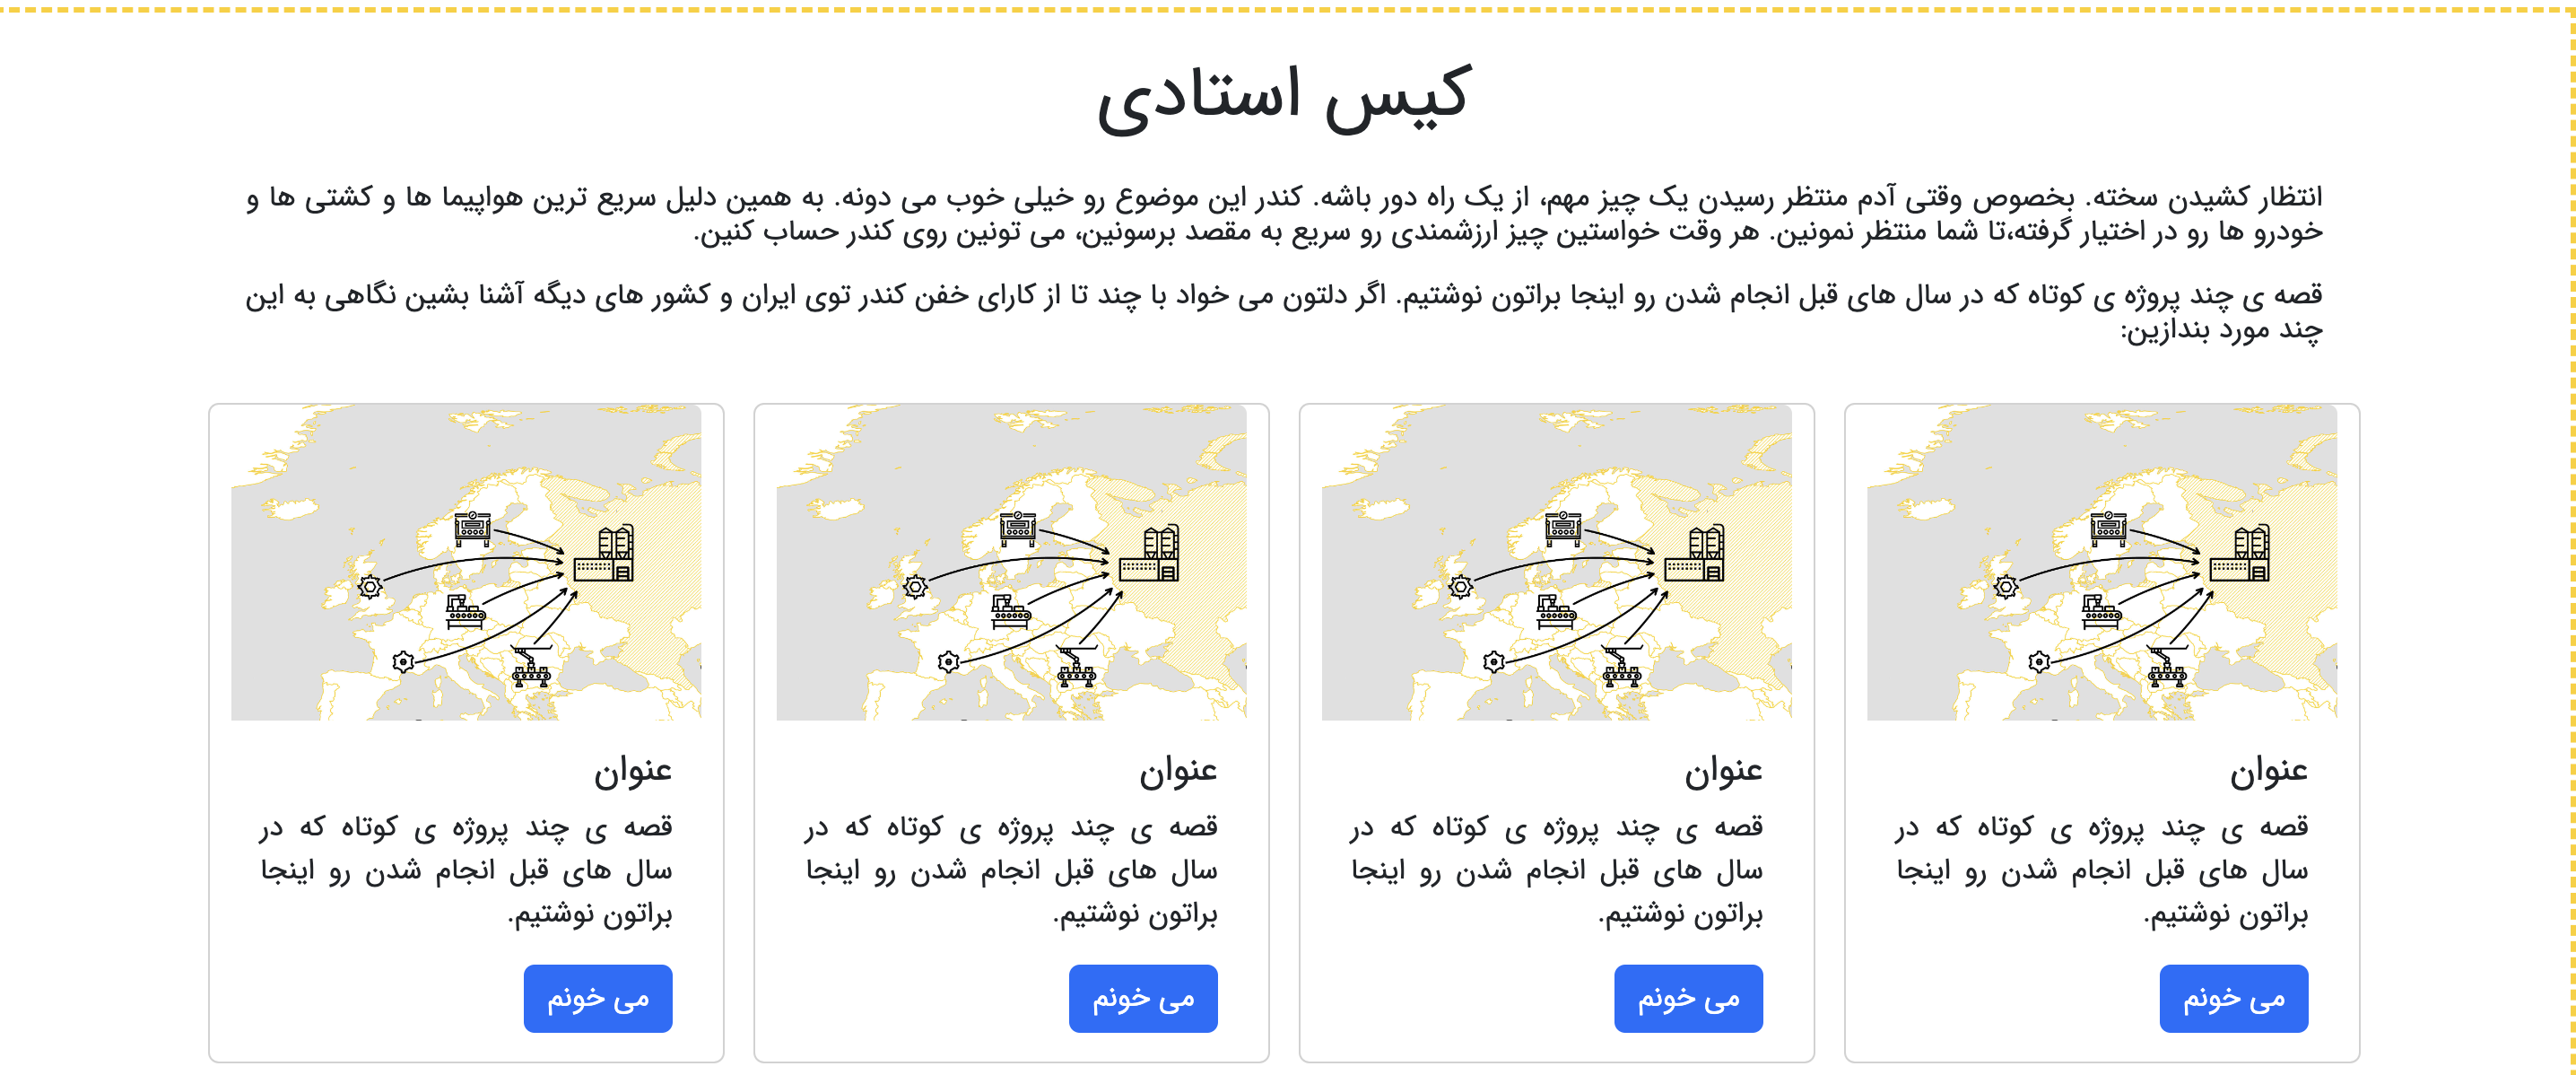 کیس استادی
انتظار کشیدن سخته. بخصوص وقتی آدم منتظر رسیدن یک چیز مهم، از یک راه دور باشه. کندر این موضوع رو خیلی خوب می دونه. به همین دلیل سریع ترین هواپیما ها و کشتی ها و
خودرو ها رو در اختیار گرفته،تا شما منتظر نمونین. هر وقت خواستین چیز ارزشمندی رو سریع به مقصد برسونین، می تونین روی کندر حساب کنین.
قصه ی چند پروژه ی کوتاه که در سال های قبل انجام شدن رو اینجا براتون نوشتیم. اگر دلتون می خواد با چند تا از کارای خفن کندر توی ایران و کشور های دیگه آشنا بشین نگاهی به این
چند مورد بندازین:
عنوان
قصه ی چند پروژه ی کوتاه که در
سال های قبل انجام شدن رو اینجا
براتون نوشتیم.
می خونم
عنوان
قصه ی چند پروژه ی کوتاه که در
سال های قبل انجام شدن رو اینجا
براتون نوشتیم.
می خونم
عنوان
قصه ی چند پروژه ی کوتاه که در
سال های قبل انجام شدن رو اینجا
براتون نوشتیم.
می خونم
عنوان
قصه ی چند پروژه ی کوتاه که در
سال های قبل انجام شدن رو اینجا
براتون نوشتیم.
می خونم